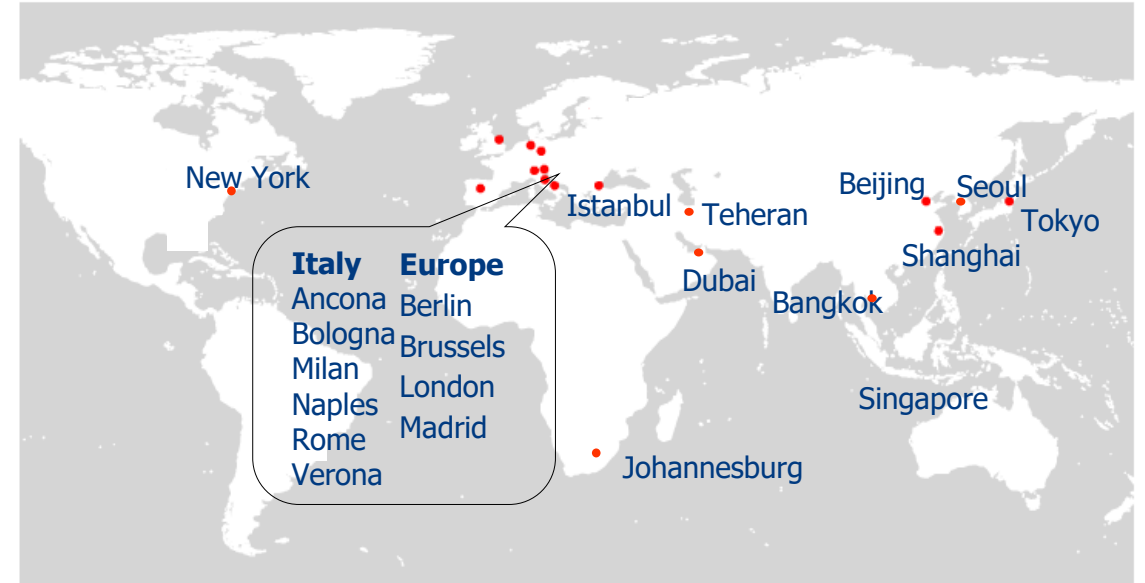 New York
Beijing
Seoul
Istanbul
Teheran
Tokyo
Shanghai
Dubai
Bangkok
Italy
Ancona
Bologna
Milan
Naples
Rome
Verona
Europe
Berlin
Brussels
London
Madrid
Singapore
Johannesburg